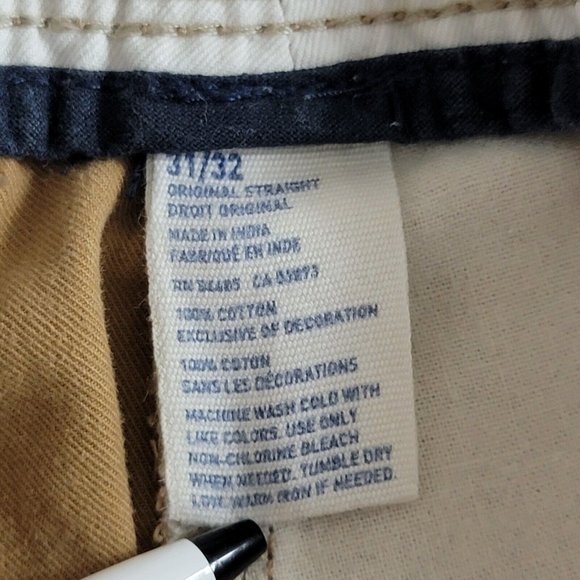 31/32
ORIGINAL STRAIGHT
DROIT ORIGINAL
MADE IN INDIA
FABRIQUÉ EN INDE
RN 54485 CA 03873
100% COTTON
EXCLUSIVE OF DECORATION
100% COTON
SANS LES DÉCORATIONS
MACHINE WASH COLD WITH
LIKE COLORS. USE ONLY
NON-CHLORINE BLEACH
WHEN NEEDED. TUMBLE DRY
LOW. WARM IRON IF NEEDED.